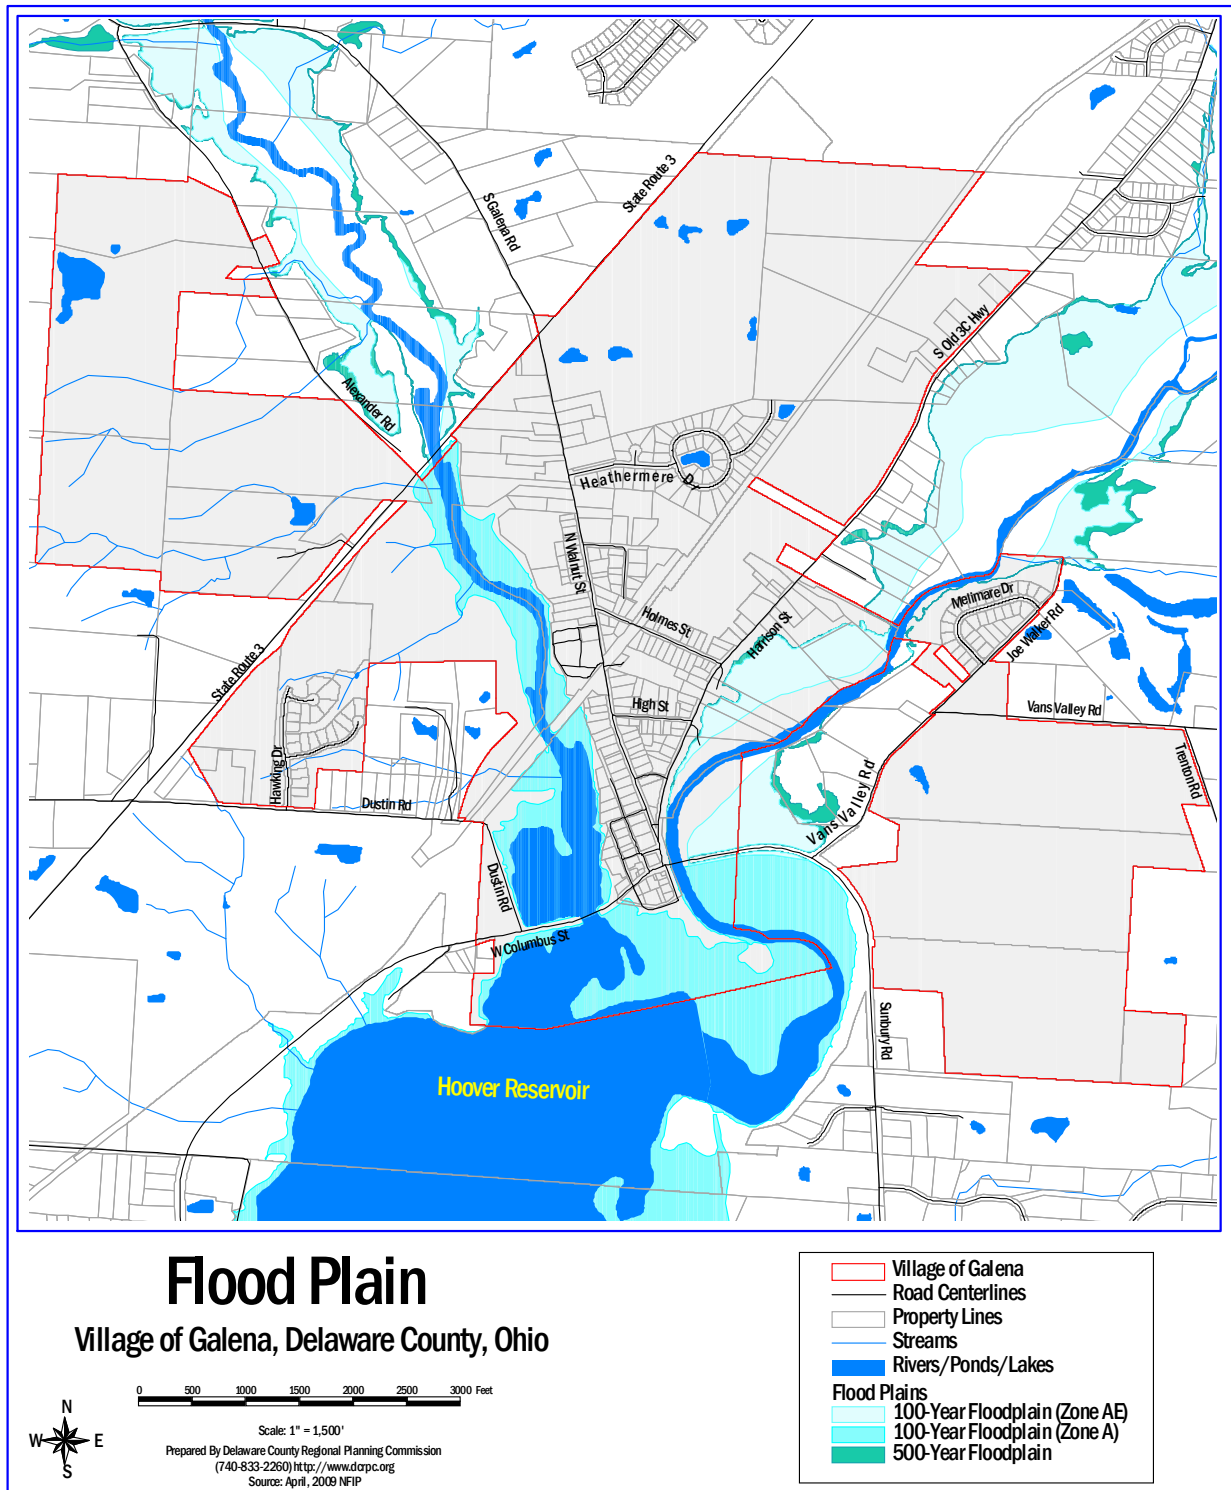 State Route 3
S Galena Rd
S Old 3C Hwy
Alexander Rd
Heathermere Dr
N Walnut St
Holmes St
Harrison St
Melimare Dr
Joe Walker Rd
State Route 3
High St
Vans Valley Rd
Trenton Rd
Hawking Dr
Dustin Rd
Vans Valley Rd
Dustin Rd
W Columbus St
Sunbury Rd
Hoover Reservoir
Flood Plain
Village of Galena, Delaware County, Ohio
0 500 1000 1500 2000 2500 3000 Feet
N
W E
S
Scale: 1" = 1,500'
Prepared By Delaware County Regional Planning Commission
(740-833-2260) http://www.dcrpc.org
Source: April, 2009 NFIP
Village of Galena
Road Centerlines
Property Lines
Streams
Rivers/Ponds/Lakes
Flood Plains
100-Year Floodplain (Zone AE)
100-Year Floodplain (Zone A)
500-Year Floodplain